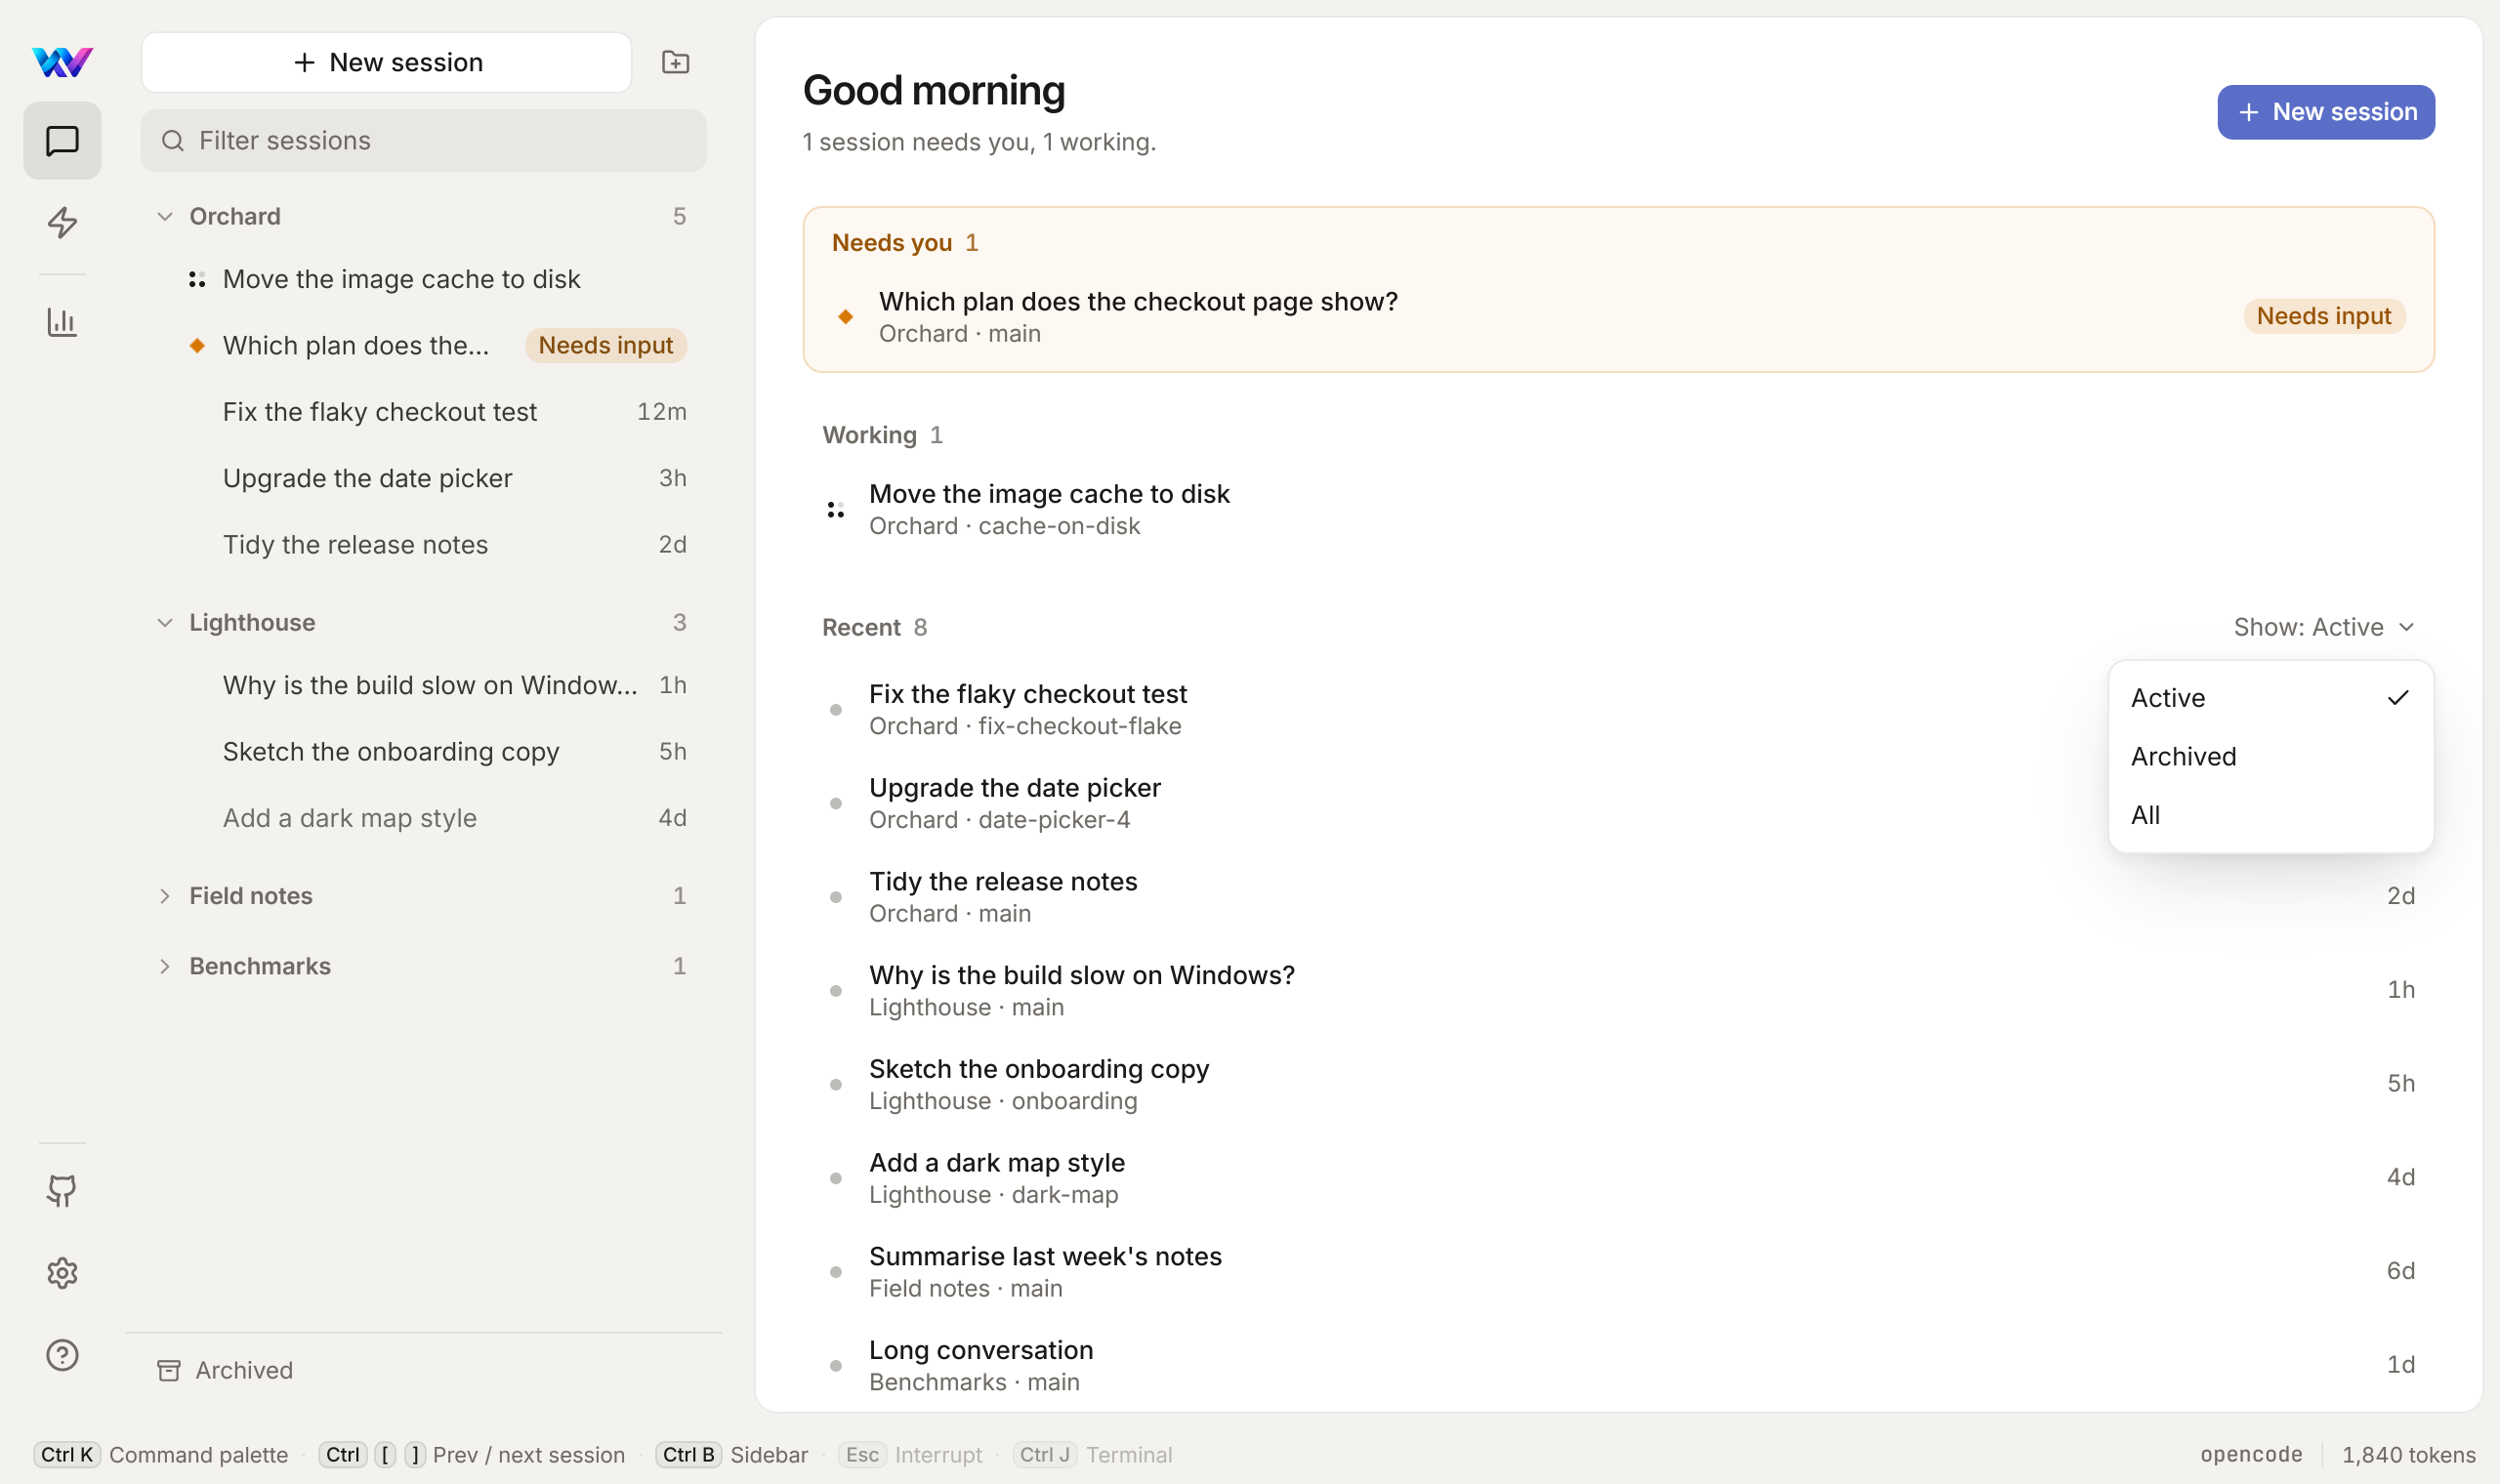 New session
Filter sessions
Orchard 5
Move the image cache to disk
Which plan does the... Needs input
Fix the flaky checkout test 12m
Upgrade the date picker 3h
Tidy the release notes 2d
Lighthouse 3
Why is the build slow on Window... 1h
Sketch the onboarding copy 5h
Add a dark map style 4d
Field notes 1
Benchmarks 1
Archived
Good morning
1 session needs you, 1 working.
New session
Needs you 1
Which plan does the checkout page show?
Orchard · main
Needs input
Working 1
Move the image cache to disk
Orchard · cache-on-disk
Recent 8
Show: Active
Active
Archived
All
Fix the flaky checkout test
Orchard · fix-checkout-flake
Upgrade the date picker
Orchard · date-picker-4
Tidy the release notes
Orchard · main
2d
Why is the build slow on Windows?
Lighthouse · main
1h
Sketch the onboarding copy
Lighthouse · onboarding
5h
Add a dark map style
Lighthouse · dark-map
4d
Summarise last week's notes
Field notes · main
6d
Long conversation
Benchmarks · main
1d
Ctrl K Command palette · Ctrl [ ] Prev / next session · Ctrl B Sidebar · Esc Interrupt · Ctrl J Terminal
opencode 1,840 tokens